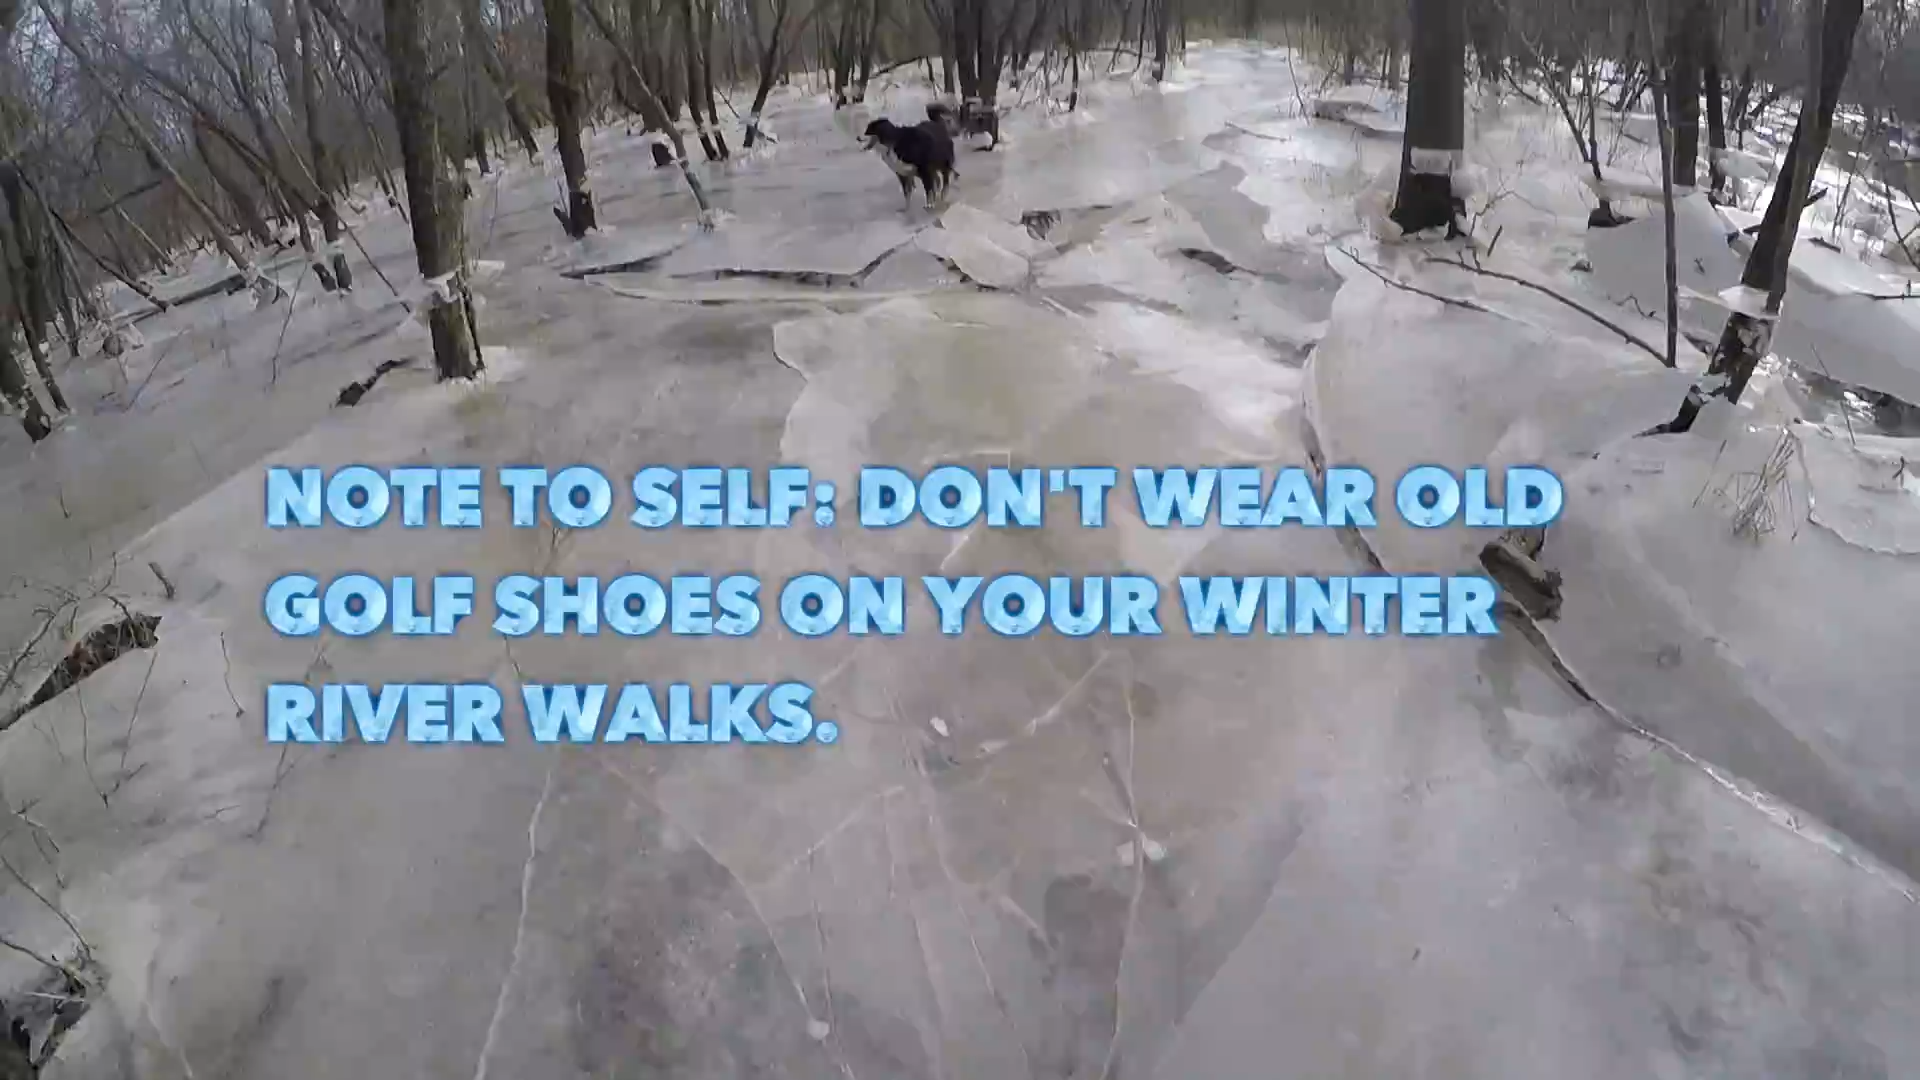 NOTE TO SELF: DON'T WEAR OLD
GOLF SHOES ON YOUR WINTER
RIVER WALKS.